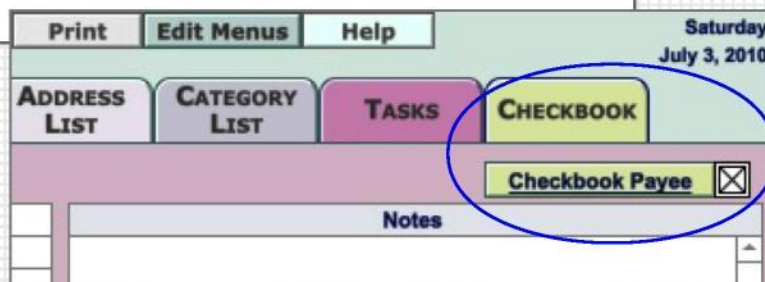 Print Edit Menus Help Saturday
July 3, 2010
ADDRESS LIST
CATEGORY LIST
TASKS
CHECKBOOK
Checkbook Payee
Notes